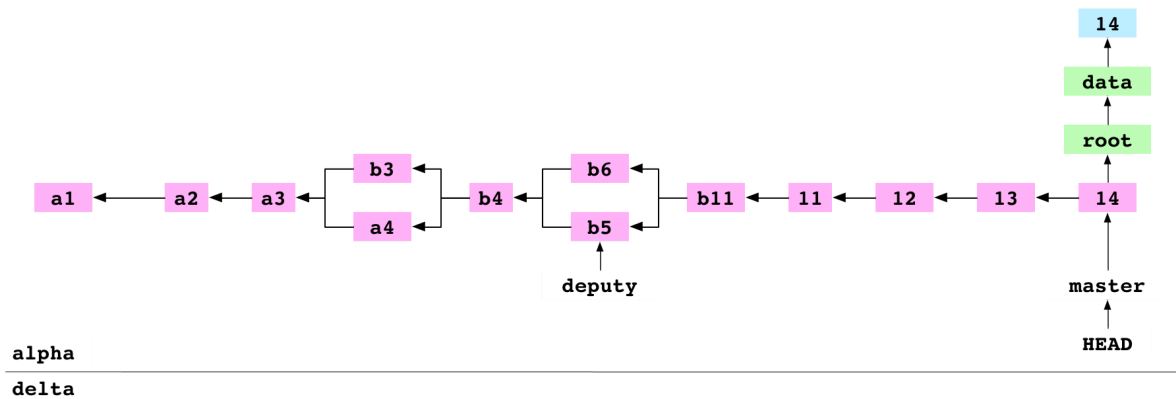 14
data
root
b3 b6
a1 a2 a3 b4 b11 11 12 13 14
a4 b5
deputy master
HEAD
alpha
delta